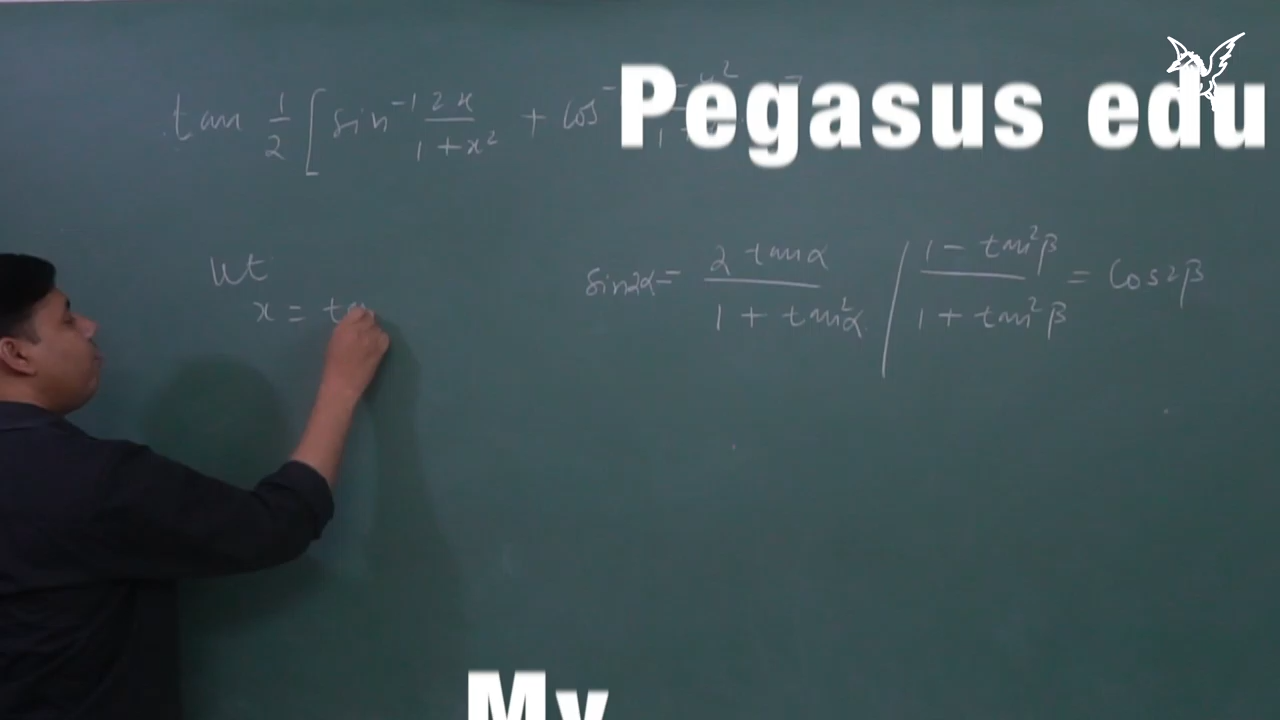 tan 1/2 [ sin⁻¹ 2x/1+x² + cos⁻
Pegasus edu
let
x = tan
sin2α = 2 tanα / 1 + tan²α
1 - tan²β / 1 + tan²β = Cos2β
My